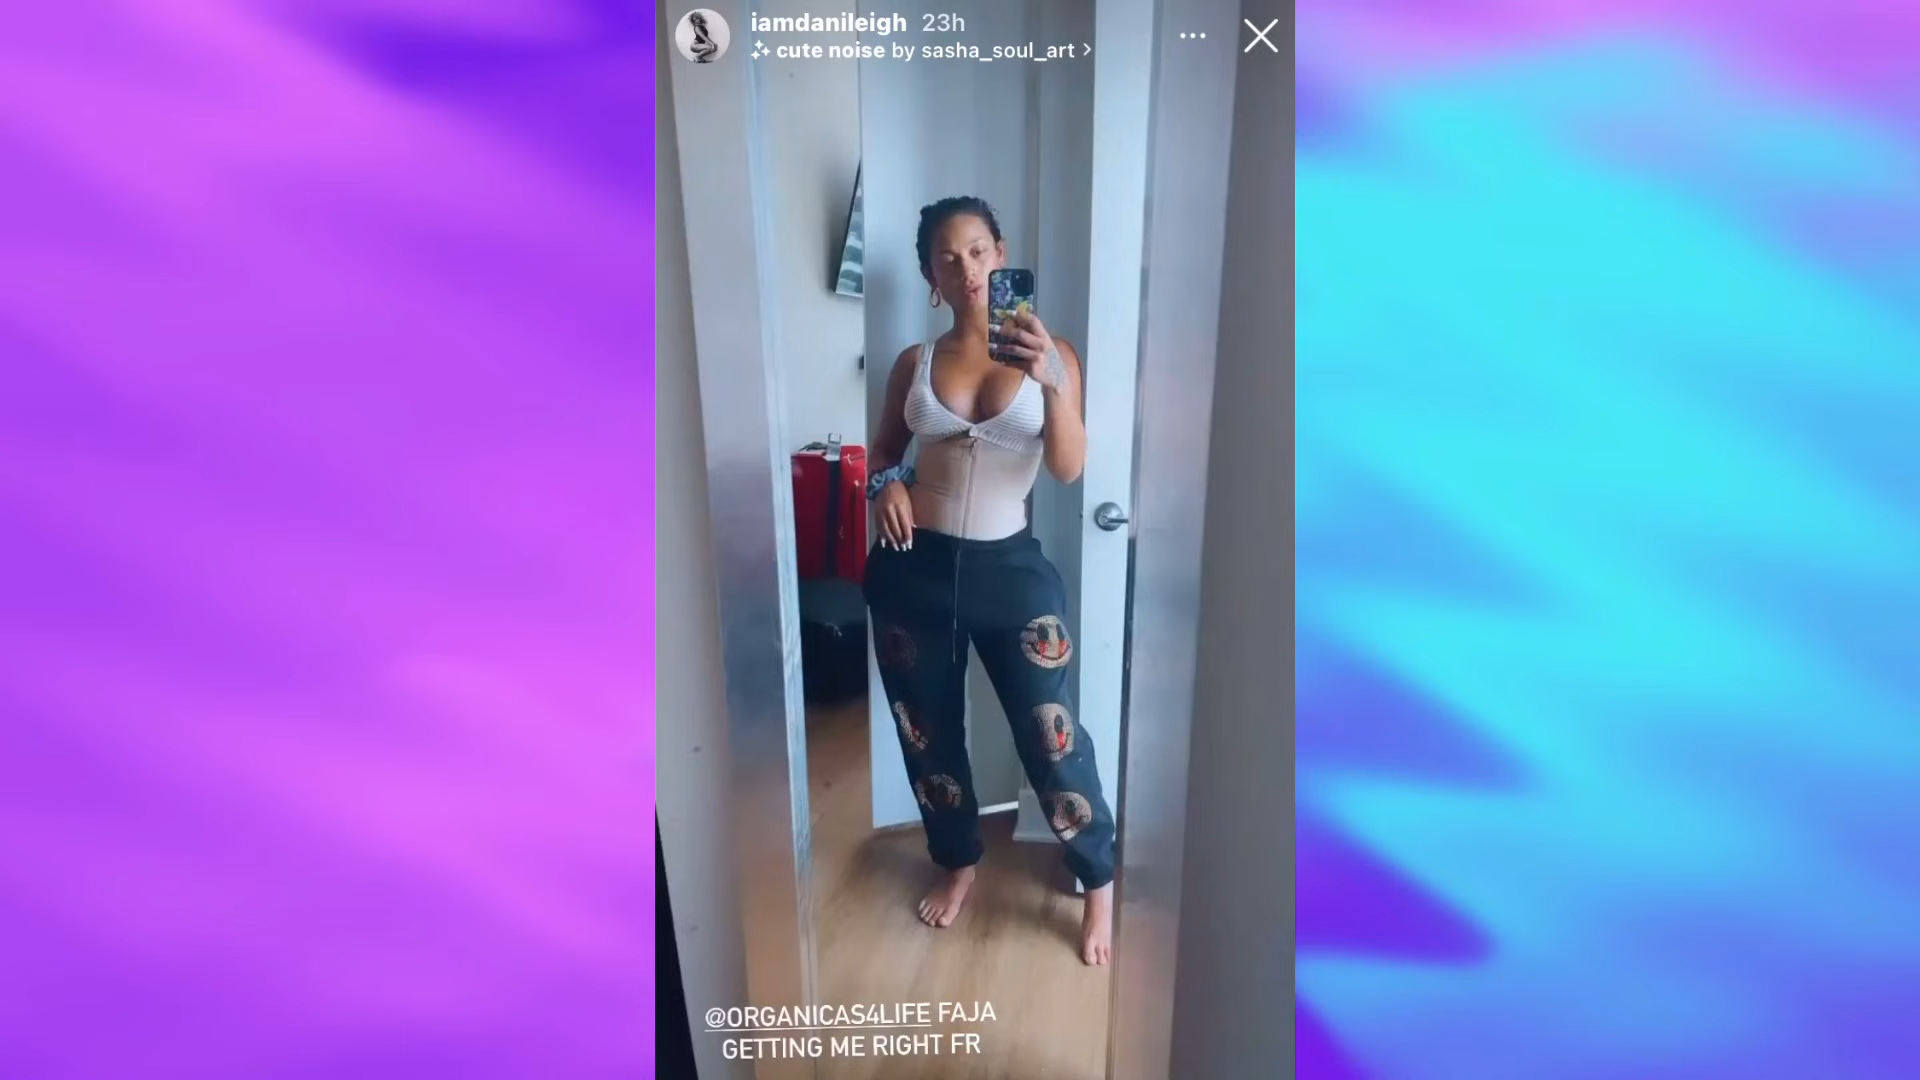 iamdanileigh 23h
cute noise by sasha_soul_art >
@ORGANICAS4LIFE FAJA
GETTING ME RIGHT FR